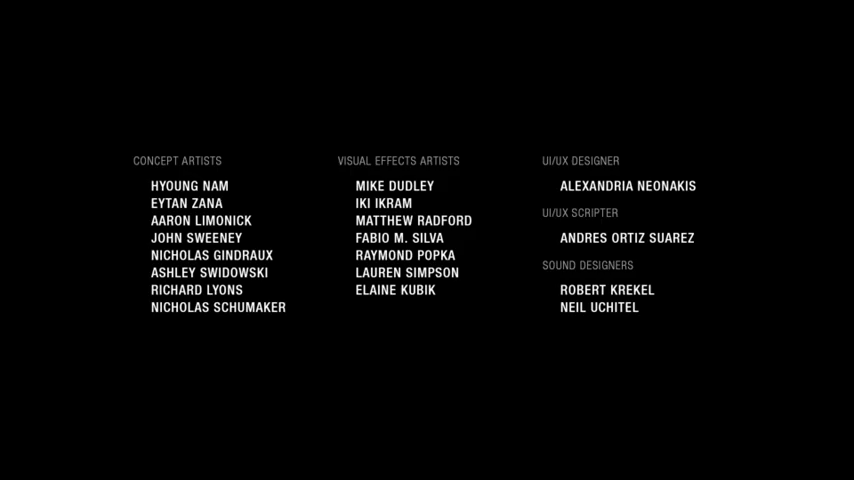 CONCEPT ARTISTS
HYOUNG NAM
EYTAN ZANA
AARON LIMONICK
JOHN SWEENEY
NICHOLAS GINDRAUX
ASHLEY SWIDOWSKI
RICHARD LYONS
NICHOLAS SCHUMAKER
VISUAL EFFECTS ARTISTS
MIKE DUDLEY
IKI IKRAM
MATTHEW RADFORD
FABIO M. SILVA
RAYMOND POPKA
LAUREN SIMPSON
ELAINE KUBIK
UI/UX DESIGNER
ALEXANDRIA NEONAKIS
UI/UX SCRIPTER
ANDRES ORTIZ SUAREZ
SOUND DESIGNERS
ROBERT KREKEL
NEIL UCHITEL